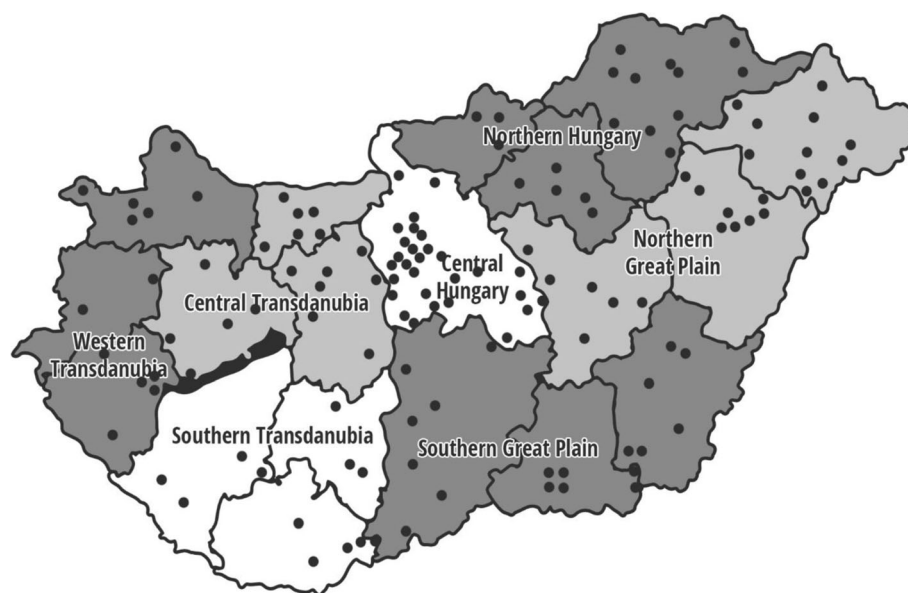 Northern Hungary
Northern
Great Plain
Central
Hungary
Central Transdanubia
Western
Transdanubia
Southern Transdanubia
Southern Great Plain